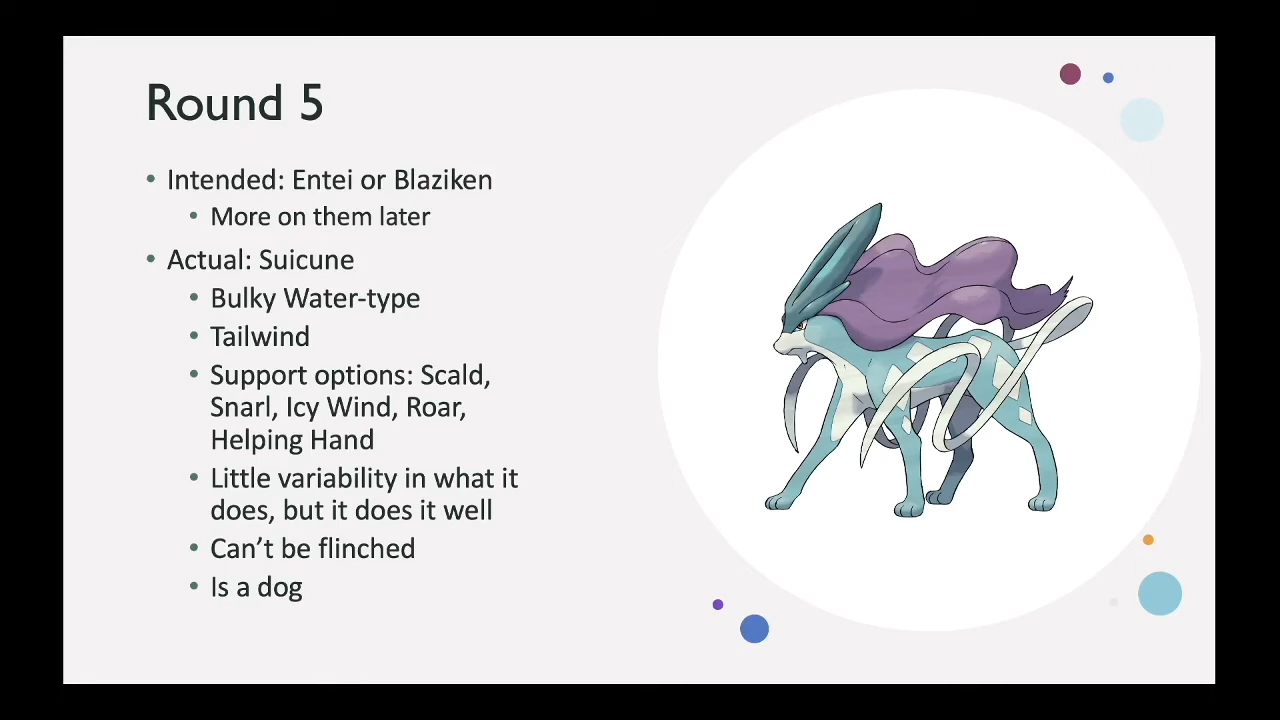 Round 5
• Intended: Entei or Blaziken
• More on them later
• Actual: Suicune
• Bulky Water-type
• Tailwind
• Support options: Scald,
Snarl, Icy Wind, Roar,
Helping Hand
• Little variability in what it
does, but it does it well
• Can’t be flinched
• Is a dog